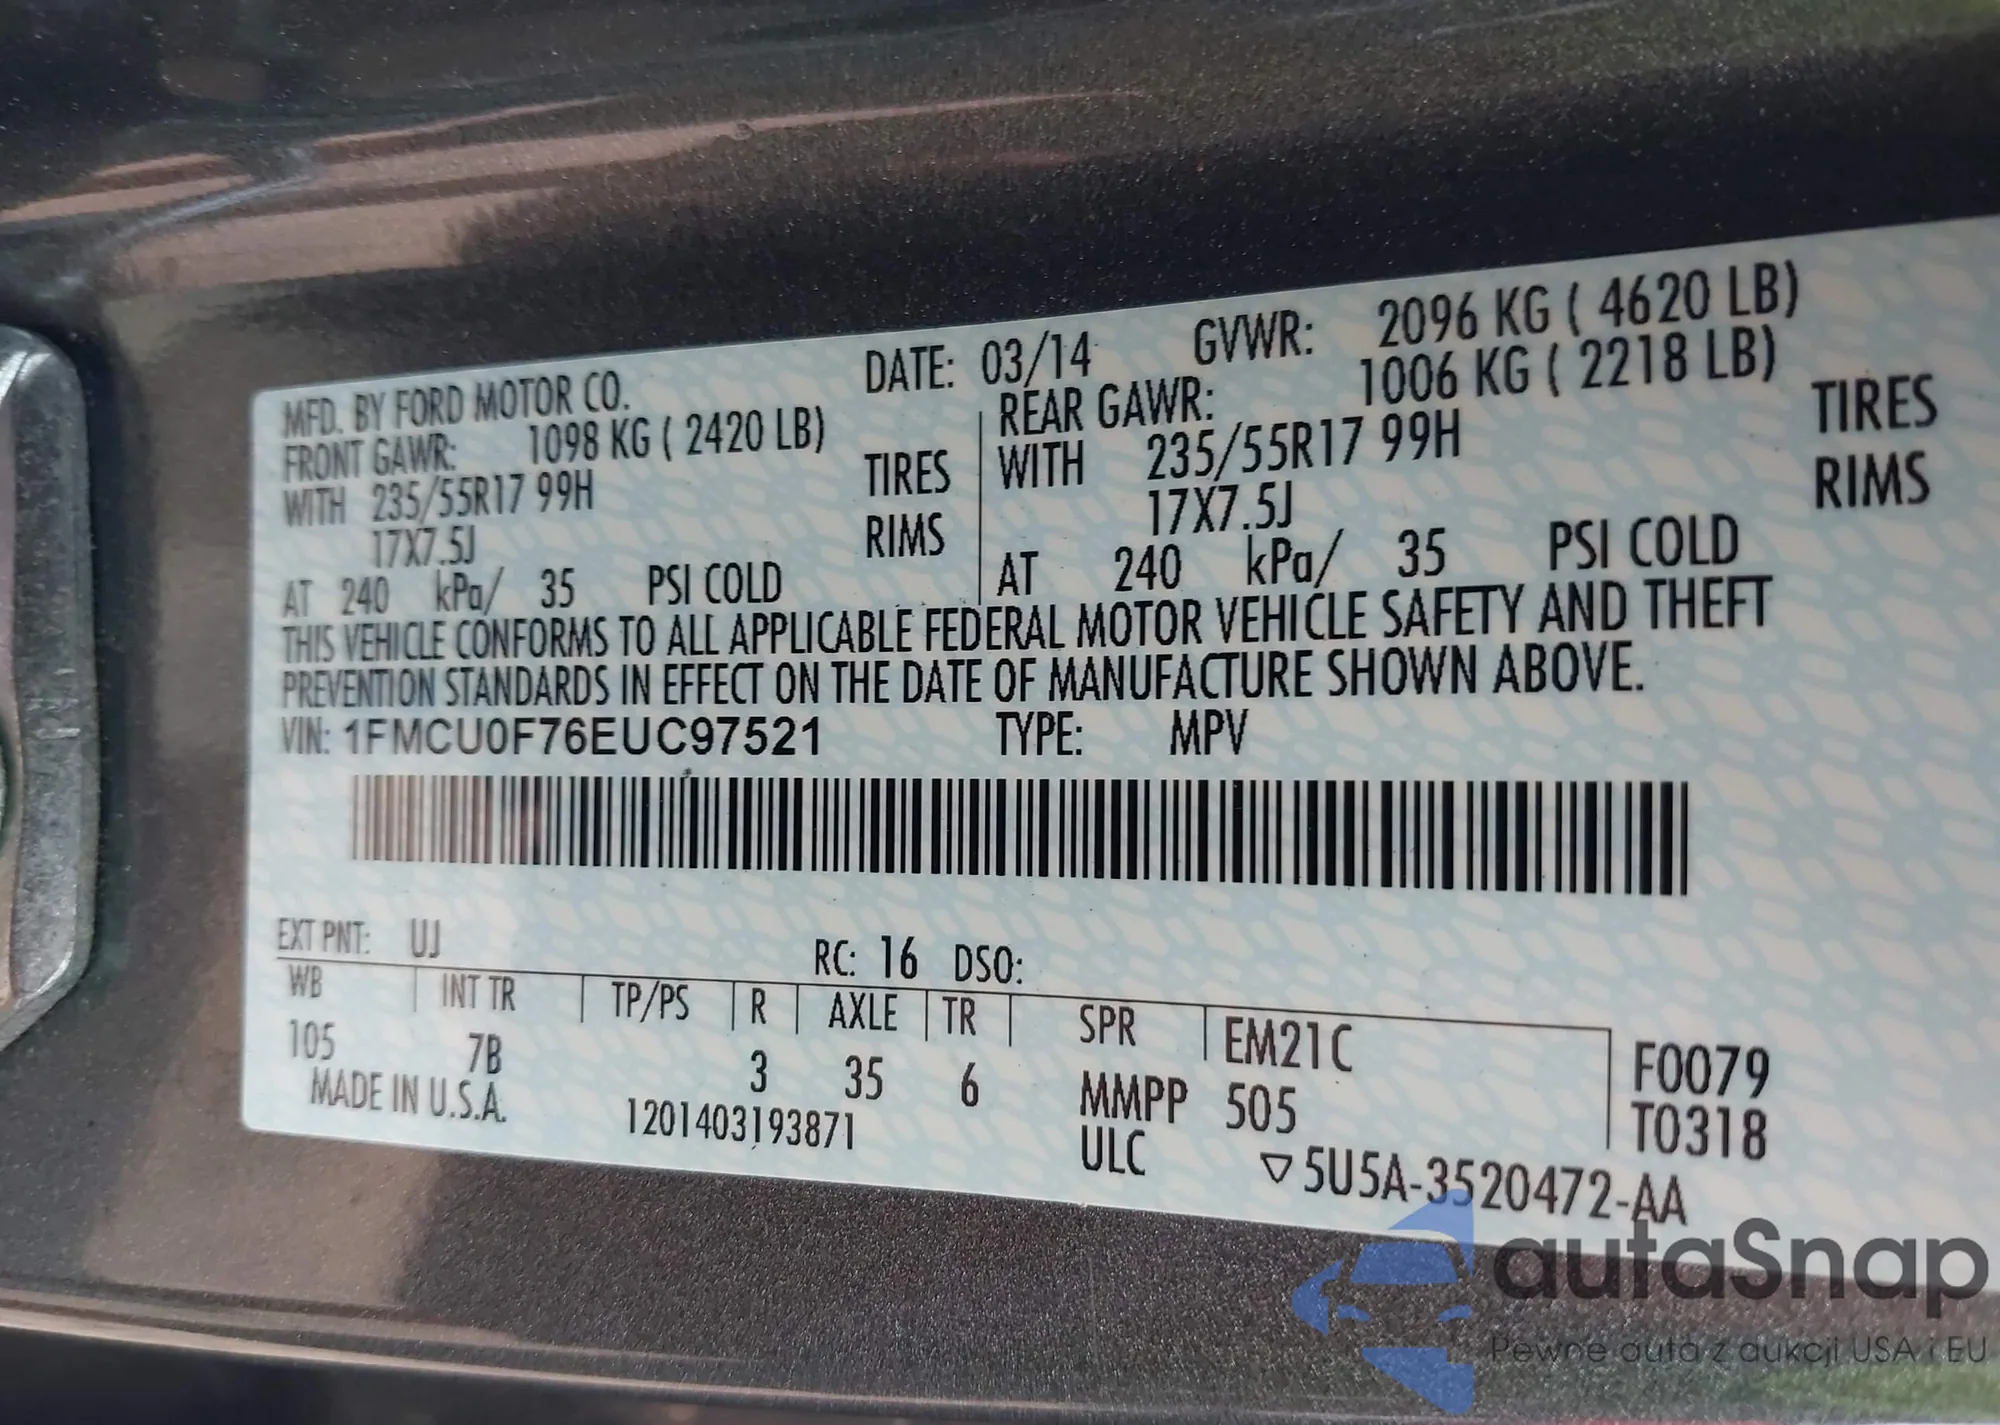 MFD. BY FORD MOTOR CO. DATE: 03/14 GVWR: 2096 KG ( 4620 LB)
FRONT GAWR: 1098 KG ( 2420 LB) REAR GAWR: 1006 KG ( 2218 LB)
WITH 235/55R17 99H TIRES WITH 235/55R17 99H TIRES
17X7.5J RIMS 17X7.5J RIMS
AT 240 kPa/ 35 PSI COLD AT 240 kPa/ 35 PSI COLD
THIS VEHICLE CONFORMS TO ALL APPLICABLE FEDERAL MOTOR VEHICLE SAFETY AND THEFT
PREVENTION STANDARDS IN EFFECT ON THE DATE OF MANUFACTURE SHOWN ABOVE.
VIN: 1FMCU0F76EUC97521 TYPE: MPV
EXT PNT: UJ RC: 16 DSO:
WB INT TR TP/PS R AXLE TR SPR EM21C F0079
105 7B 3 35 6 MMPP 505 T0318
MADE IN U.S.A. 1201403193871 ULC ▽5U5A-3520472-AA
autaSnap
Pewne auta z aukcji USA i EU